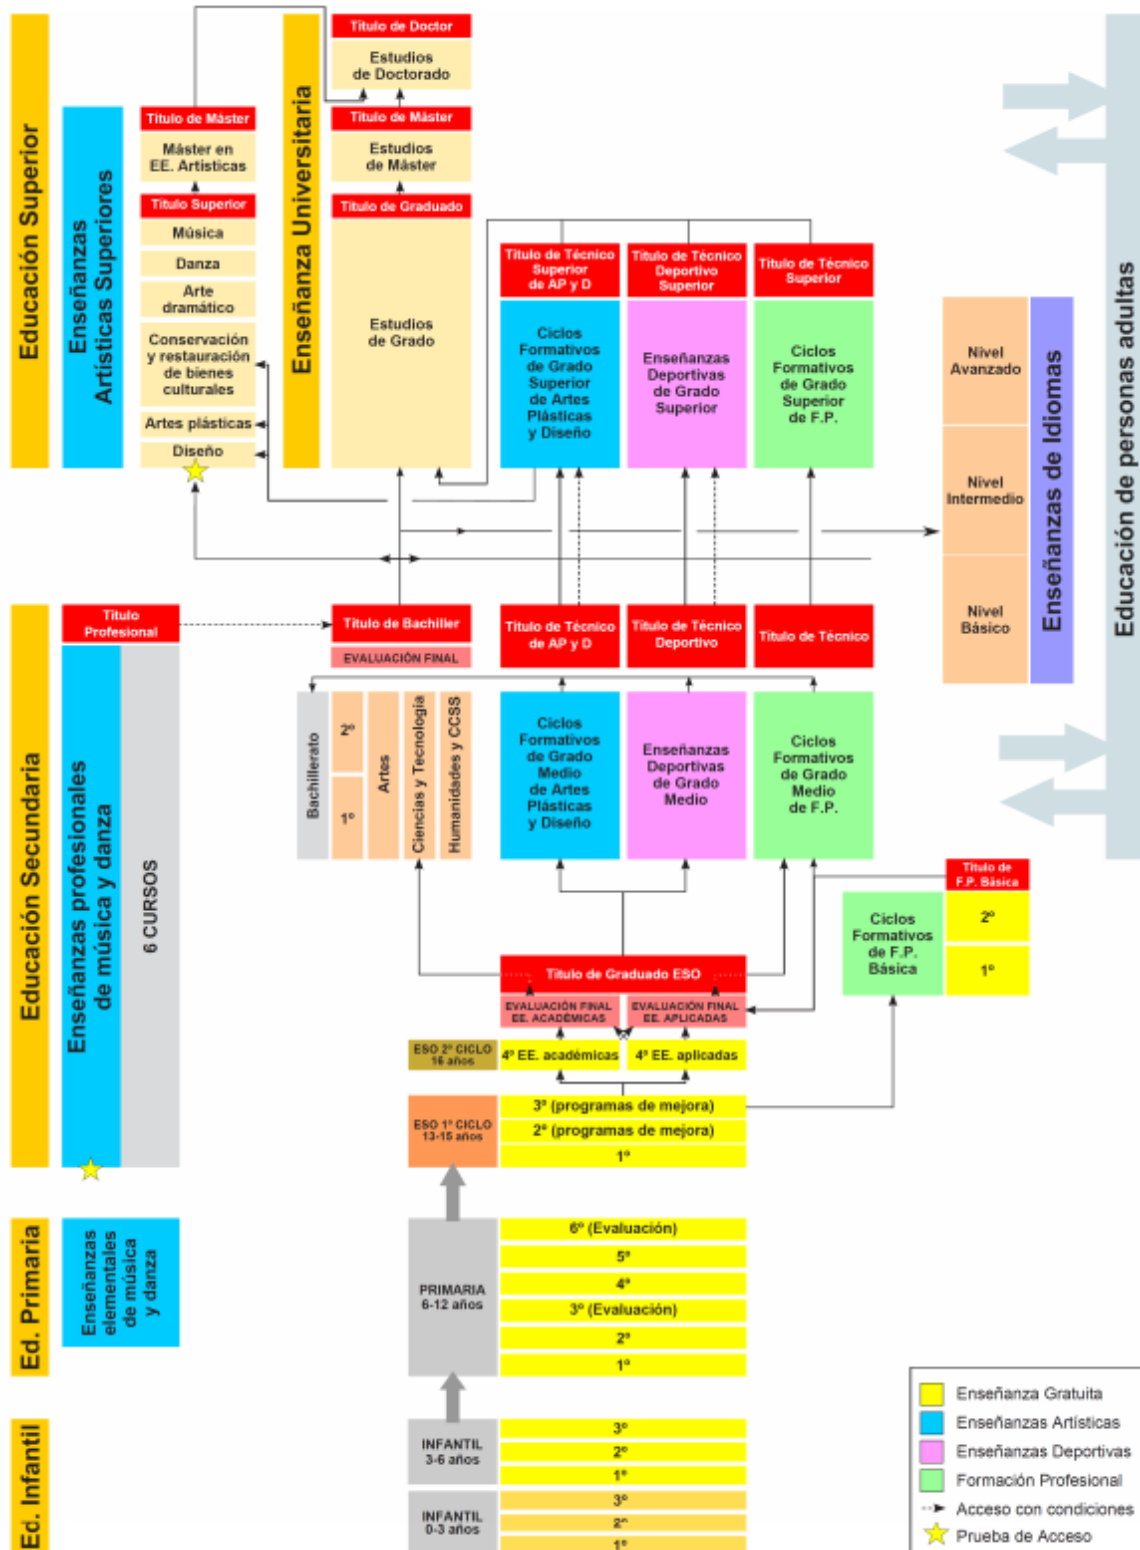 Educación Superior
Enseñanzas
Artísticas Superiores
Título de Máster
Máster en
EE. Artísticas
Título Superior
Música
Danza
Arte
dramático
Conservación
y restauración
de bienes
culturales
Artes plásticas
Diseño
Enseñanza Universitaria
Título de Doctor
Estudios
de Doctorado
Título de Máster
Estudios
de Máster
Título de Graduado
Estudios
de Grado
Título de Técnico
Superior
de AP y D
Ciclos
Formativos
de Grado
Superior
de Artes
Plásticas
y Diseño
Título de Técnico
Deportivo
Superior
Enseñanzas
Deportivas
de Grado
Superior
Título de Técnico
Superior
Ciclos
Formativos
de Grado
Superior
de F.P.
Nivel
Avanzado
Nivel
Intermedio
Nivel
Básico
Enseñanzas de Idiomas
Educación de personas adultas
Educación Secundaria
Título
Profesional
Enseñanzas profesionales
de música y danza
6 CURSOS
Título de Bachiller
EVALUACIÓN FINAL
Bachillerato
2º
1º
Artes
Ciencias y Tecnología
Humanidades y CCSS
Título de Técnico
de AP y D
Ciclos
Formativos
de Grado
Medio
de Artes
Plásticas
y Diseño
Título de Técnico
Deportivo
Enseñanzas
Deportivas
de Grado
Medio
Título de Técnico
Ciclos
Formativos
de Grado
Medio
de F.P.
Título de
F.P. Básica
Ciclos
Formativos
de F.P.
Básica
2º
1º
Título de Graduado ESO
EVALUACIÓN FINAL
EE. ACADÉMICAS
EVALUACIÓN FINAL
EE. APLICADAS
ESO 2º CICLO
16 años
4º EE. académicas
4º EE. aplicadas
ESO 1º CICLO
13-15 años
3º (programas de mejora)
2º (programas de mejora)
1º
Ed. Primaria
Enseñanzas
elementales
de música
y danza
PRIMARIA
6-12 años
6º (Evaluación)
5º
4º
3º (Evaluación)
2º
1º
Ed. Infantil
INFANTIL
3-6 años
3º
2º
1º
INFANTIL
0-3 años
3º
2º
1º
Enseñanza Gratuita
Enseñanzas Artísticas
Enseñanzas Deportivas
Formación Profesional
Acceso con condiciones
Prueba de Acceso